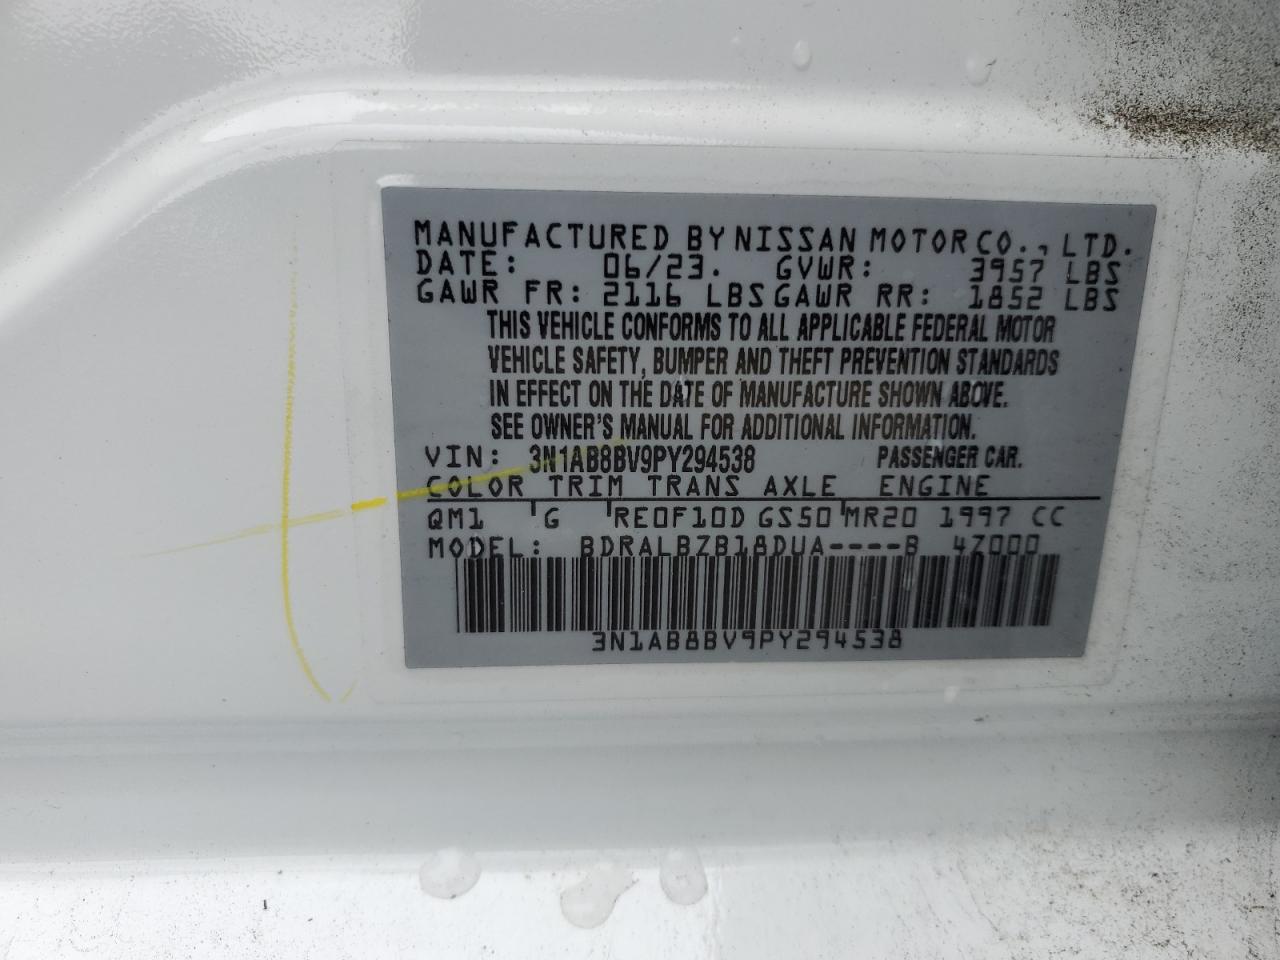 MANUFACTURED BY NISSAN MOTOR CO., LTD.
DATE: 06/23. GVWR: 3957 LBS
GAWR FR: 2116 LBS GAWR RR: 1852 LBS
THIS VEHICLE CONFORMS TO ALL APPLICABLE FEDERAL MOTOR
VEHICLE SAFETY, BUMPER AND THEFT PREVENTION STANDARDS
IN EFFECT ON THE DATE OF MANUFACTURE SHOWN ABOVE.
SEE OWNER'S MANUAL FOR ADDITIONAL INFORMATION.
VIN: 3N1AB8BV9PY294538 PASSENGER CAR.
COLOR TRIM TRANS AXLE ENGINE
QM1 G RE0F10D GS50 MR20 1997 CC
MODEL: BDRALBZB18DUA----B 4Z000
3N1AB8BV9PY294538